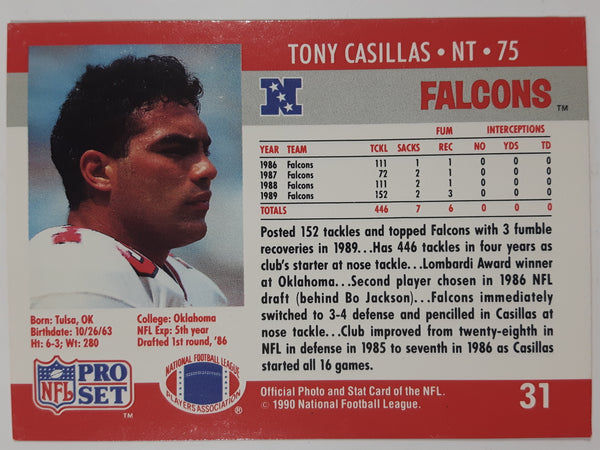 TONY CASILLAS • NT • 75
N
FALCONS TM
FUM INTERCEPTIONS
YEAR TEAM TCKL SACKS REC NO YDS TD
1986 Falcons 111 1 1 0 0 0
1987 Falcons 72 2 1 0 0 0
1988 Falcons 111 2 1 0 0 0
1989 Falcons 152 2 3 0 0 0
TOTALS 446 7 6 0 0 0
Posted 152 tackles and topped Falcons with 3 fumble
recoveries in 1989...Has 446 tackles in four years as
club's starter at nose tackle...Lombardi Award winner
at Oklahoma...Second player chosen in 1986 NFL
draft (behind Bo Jackson)...Falcons immediately
switched to 3-4 defense and pencilled in Casillas at
nose tackle...Club improved from twenty-eighth
in NFL in defense in 1985 to seventh in 1986 as Casillas
started all 16 games.
Born: Tulsa, OK
Birthdate: 10/26/63
Ht: 6-3; Wt: 280
College: Oklahoma
NFL Exp: 5th year
Drafted 1st round, '86
NFL PRO SET TM
NATIONAL FOOTBALL LEAGUE
PLAYERS ASSOCIATION ®
Official Photo and Stat Card of the NFL.
© 1990 National Football League.
31